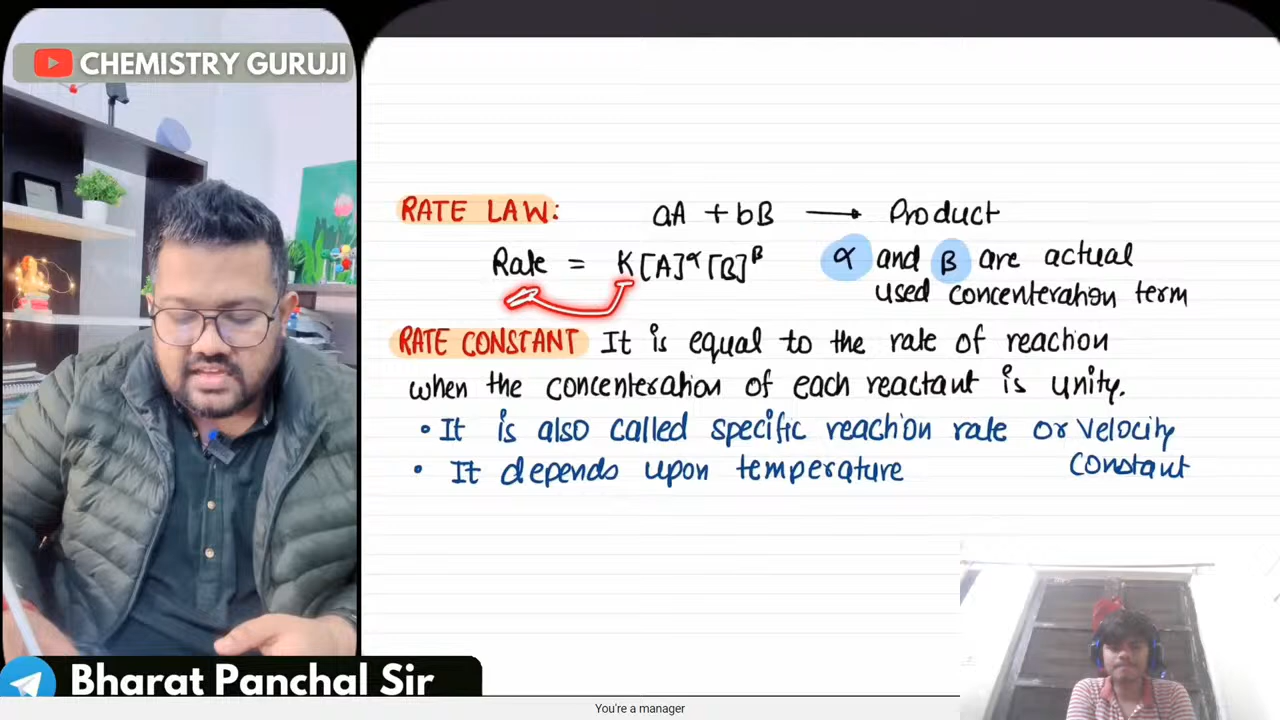 CHEMISTRY GURUJI
RATE LAW: aA + bB → Product
Rate = K[A]^α [B]^β α and β are actual
used concenteration term
RATE CONSTANT It is equal to the rate of reaction
when the concenteration of each reactant is unity.
• It is also called specific reaction rate or velocity
constant
• It depends upon temperature
Bharat Panchal Sir
You're a manager